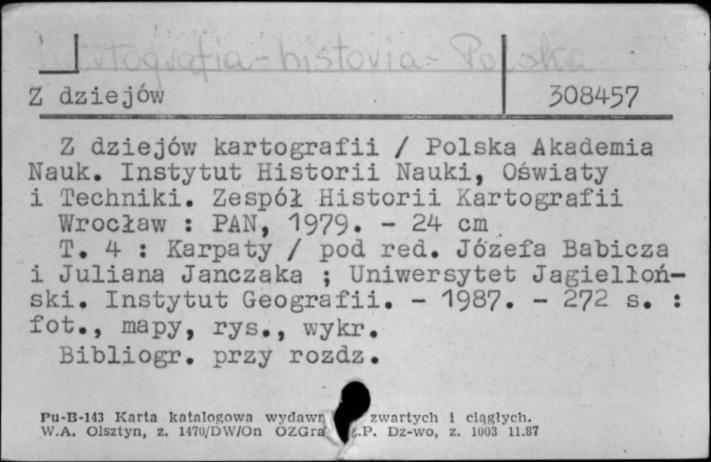 kartografia - historia - Polska
Z dziejów 308457
Z dziejów kartografii / Polska Akademia
Nauk. Instytut Historii Nauki, Oświaty
i Techniki. Zespół Historii Kartografii
Wrocław : PAN, 1979. - 24 cm
T. 4 : Karpaty / pod red. Józefa Babicza
i Juliana Janczaka ; Uniwersytet Jagielloń-
ski. Instytut Geografii. - 1987. - 272 s. :
fot., mapy, rys., wykr.
Bibliogr. przy rozdz.
Pu-B-143 Karta katalogowa wydawn zwartych i ciągłych.
W.A. Olsztyn, z. 1470/DW/On OZGra .P. Dz-wo, z. 1003 11.87